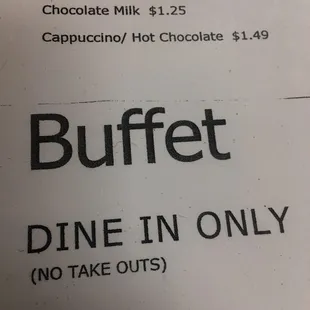 Chocolate Milk $1.25
Cappuccino/ Hot Chocolate $1.49
Buffet
DINE IN ONLY
(NO TAKE OUTS)